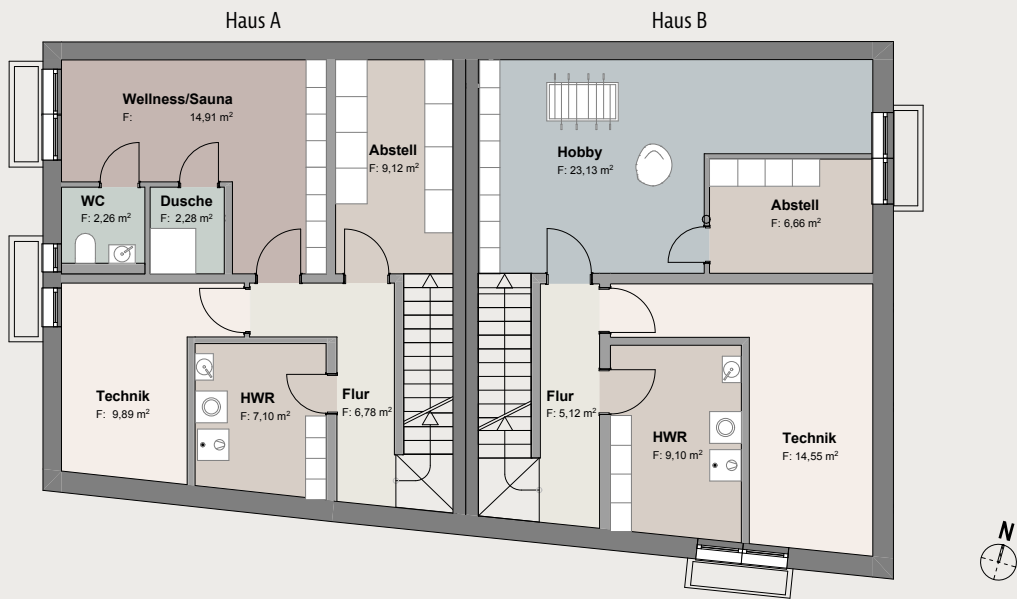 Haus A
Haus B
Wellness/Sauna
F: 14,91 m²
Abstell
F: 9,12 m²
WC
F: 2,26 m²
Dusche
F: 2,28 m²
Technik
F: 9,89 m²
HWR
F: 7,10 m²
Flur
F: 6,78 m²
Hobby
F: 23,13 m²
Abstell
F: 6,66 m²
Flur
F: 5,12 m²
HWR
F: 9,10 m²
Technik
F: 14,55 m²
N